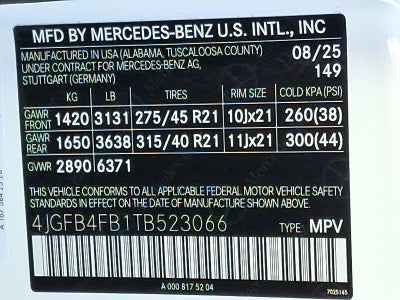 MFD BY MERCEDES-BENZ U.S. INTL., INC
MANUFACTURED IN USA (ALABAMA, TUSCALOOSA COUNTY) 08/25
UNDER CONTRACT FOR MERCEDES-BENZ AG, 149
STUTTGART (GERMANY)
KG LB TIRES RIM SIZE COLD KPA (PSI)
GAWR FRONT 1420 3131 275/45 R21 10Jx21 260(38)
GAWR REAR 1650 3638 315/40 R21 11Jx21 300(44)
GVWR 2890 6371
THIS VEHICLE CONFORMS TO ALL APPLICABLE FEDERAL MOTOR VEHICLE SAFETY
STANDARDS IN EFFECT ON THE DATE OF MANUFACTURE SHOWN ABOVE.
4JGFB4FB1TB523066 TYPE: MPV
A 000 817 52 04
7025145